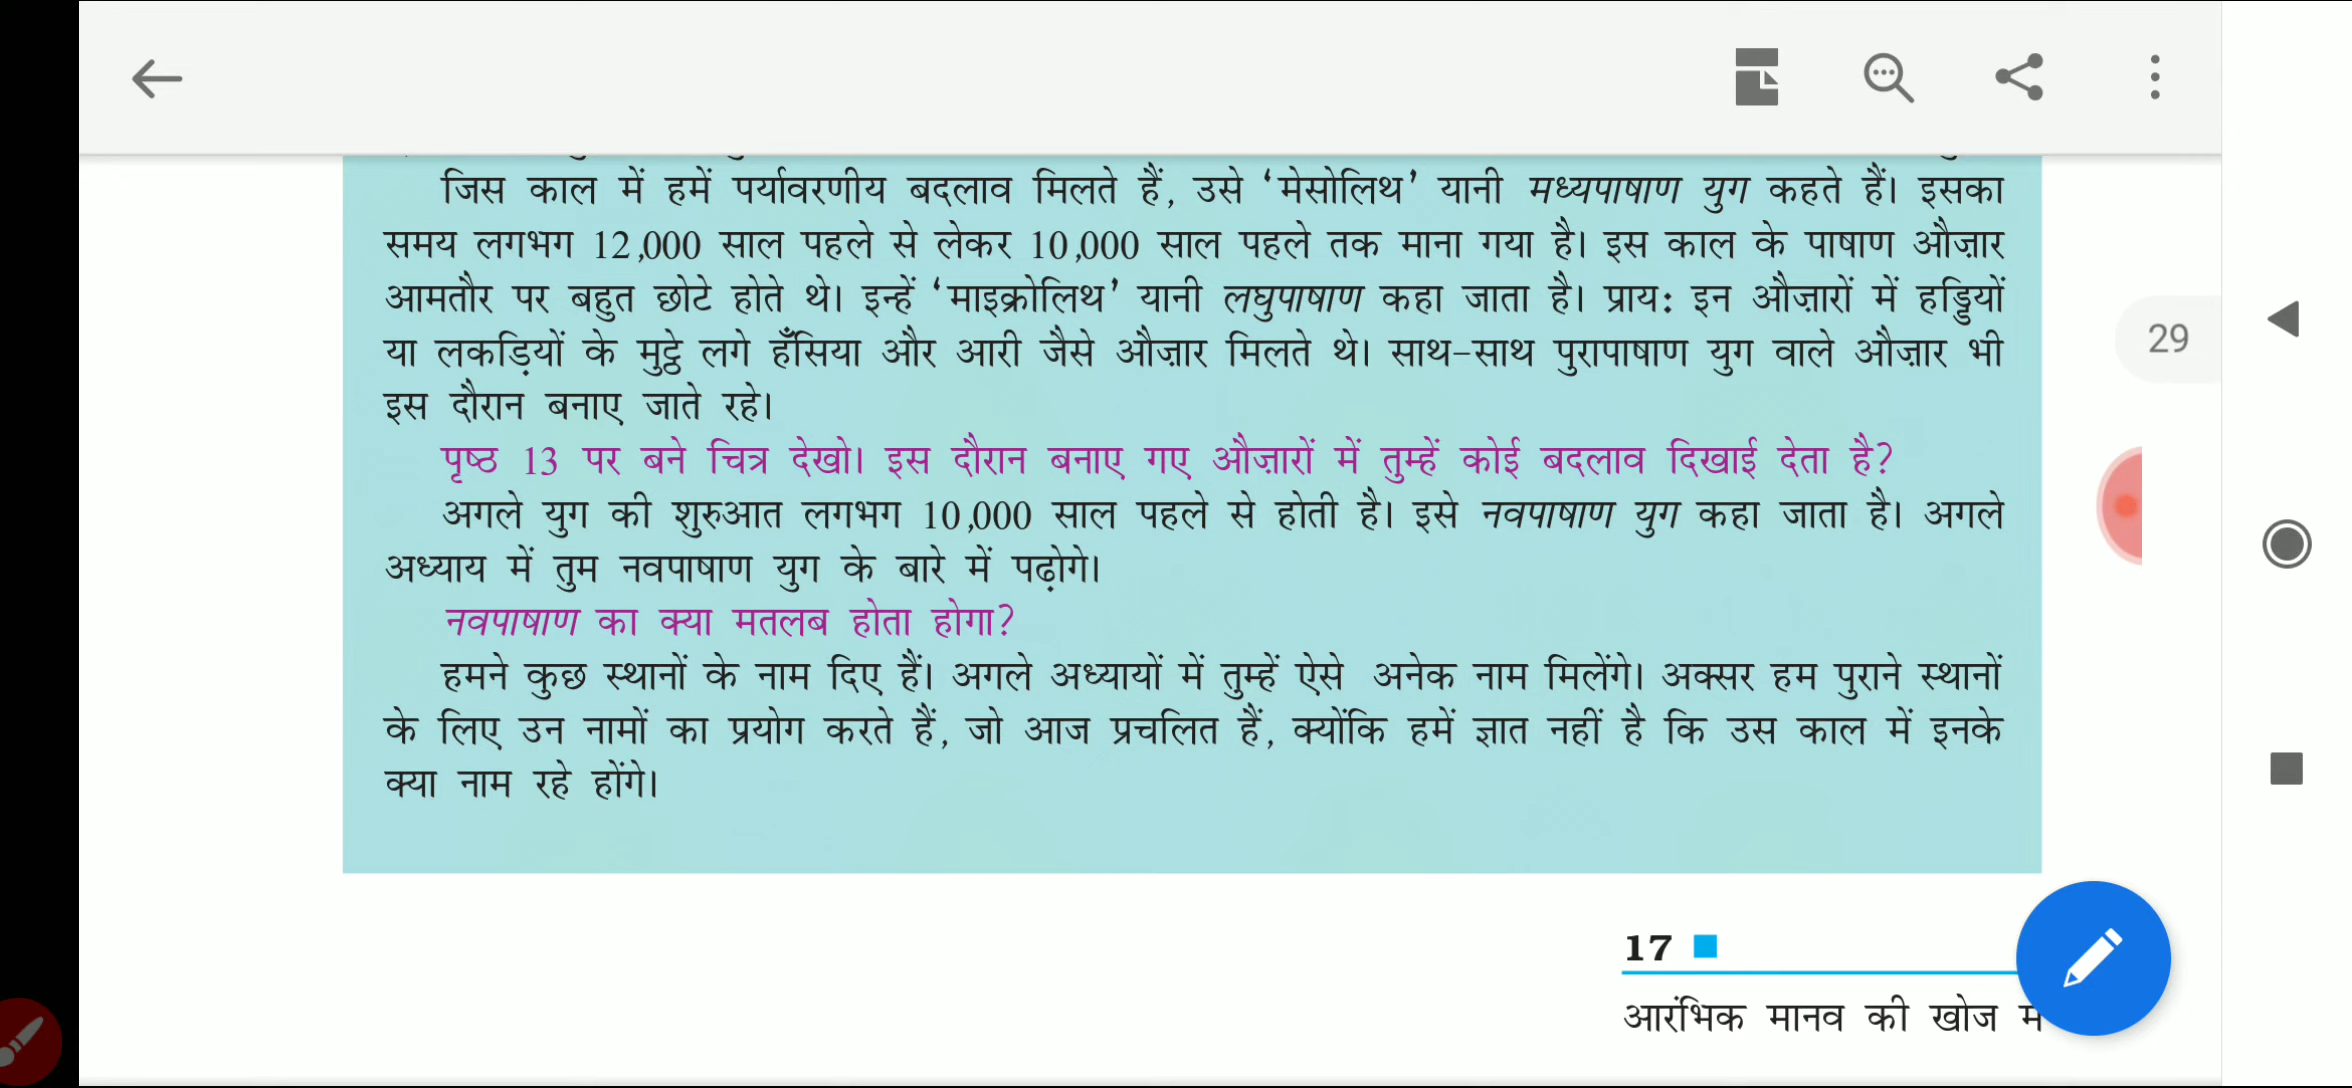 जिस काल में हमें पर्यावरणीय बदलाव मिलते हैं, उसे ‘मेसोलिथ’ यानी मध्यपाषाण युग कहते हैं। इसका
समय लगभग 12,000 साल पहले से लेकर 10,000 साल पहले तक माना गया है। इस काल के पाषाण औज़ार
आमतौर पर बहुत छोटे होते थे। इन्हें ‘माइक्रोलिथ’ यानी लघुपाषाण कहा जाता है। प्राय: इन औज़ारों में हड्डियों
या लकड़ियों के मुट्ठे लगे हँसिया और आरी जैसे औज़ार मिलते थे। साथ-साथ पुरापाषाण युग वाले औज़ार भी
इस दौरान बनाए जाते रहे।
पृष्ठ 13 पर बने चित्र देखो। इस दौरान बनाए गए औज़ारों में तुम्हें कोई बदलाव दिखाई देता है?
अगले युग की शुरुआत लगभग 10,000 साल पहले से होती है। इसे नवपाषाण युग कहा जाता है। अगले
अध्याय में तुम नवपाषाण युग के बारे में पढ़ोगे।
नवपाषाण का क्या मतलब होता होगा?
हमने कुछ स्थानों के नाम दिए हैं। अगले अध्यायों में तुम्हें ऐसे अनेक नाम मिलेंगे। अक्सर हम पुराने स्थानों
के लिए उन नामों का प्रयोग करते हैं, जो आज प्रचलित हैं, क्योंकि हमें ज्ञात नहीं है कि उस काल में इनके
क्या नाम रहे होंगे।
29
17
आरंभिक मानव की खोज